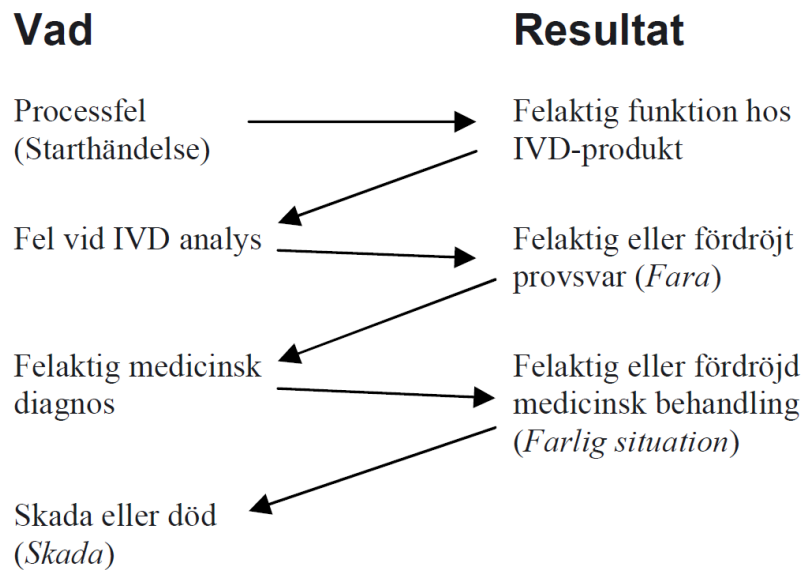 Vad
Resultat
Processfel
(Starthändelse)
Felaktig funktion hos
IVD-produkt
Fel vid IVD analys
Felaktig eller fördröjt
provsvar (Fara)
Felaktig medicinsk
diagnos
Felaktig eller fördröjd
medicinsk behandling
(Farlig situation)
Skada eller död
(Skada)